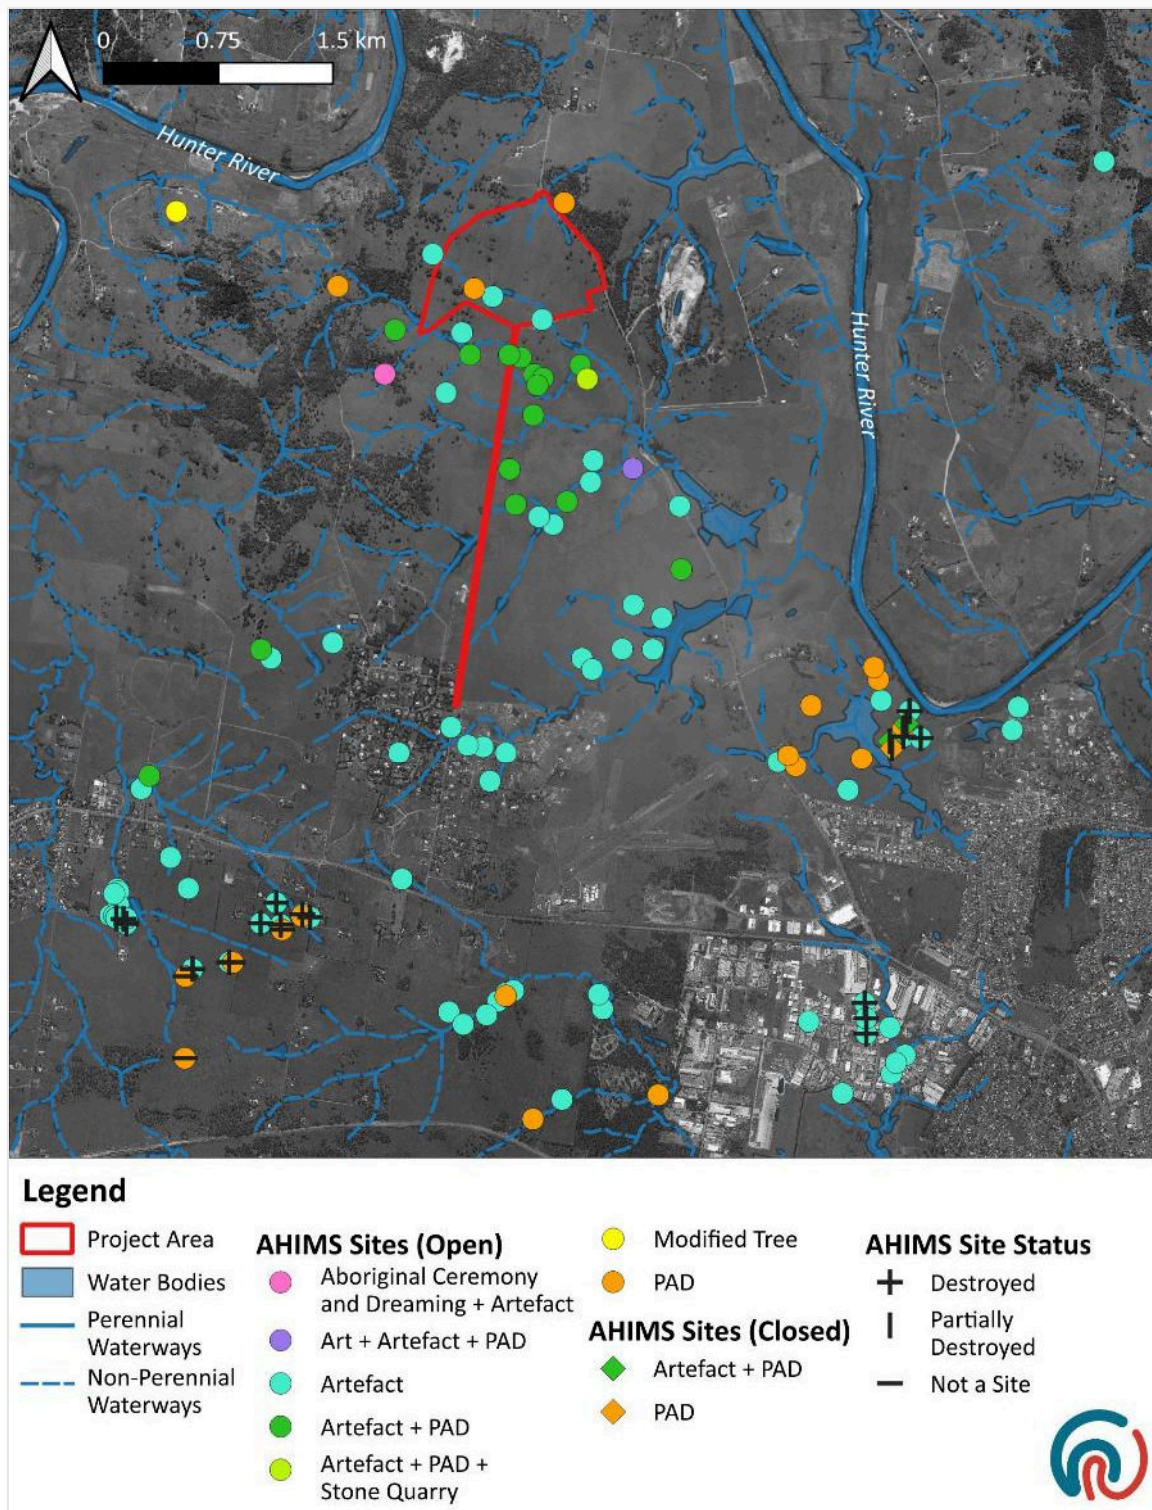 0 0.75 1.5 km
Hunter River
Hunter River
Legend
Project Area
Water Bodies
Perennial
Waterways
Non-Perennial
Waterways
AHIMS Sites (Open)
Aboriginal Ceremony
and Dreaming + Artefact
Art + Artefact + PAD
Artefact
Artefact + PAD
Artefact + PAD +
Stone Quarry
Modified Tree
PAD
AHIMS Sites (Closed)
Artefact + PAD
PAD
AHIMS Site Status
Destroyed
Partially
Destroyed
Not a Site